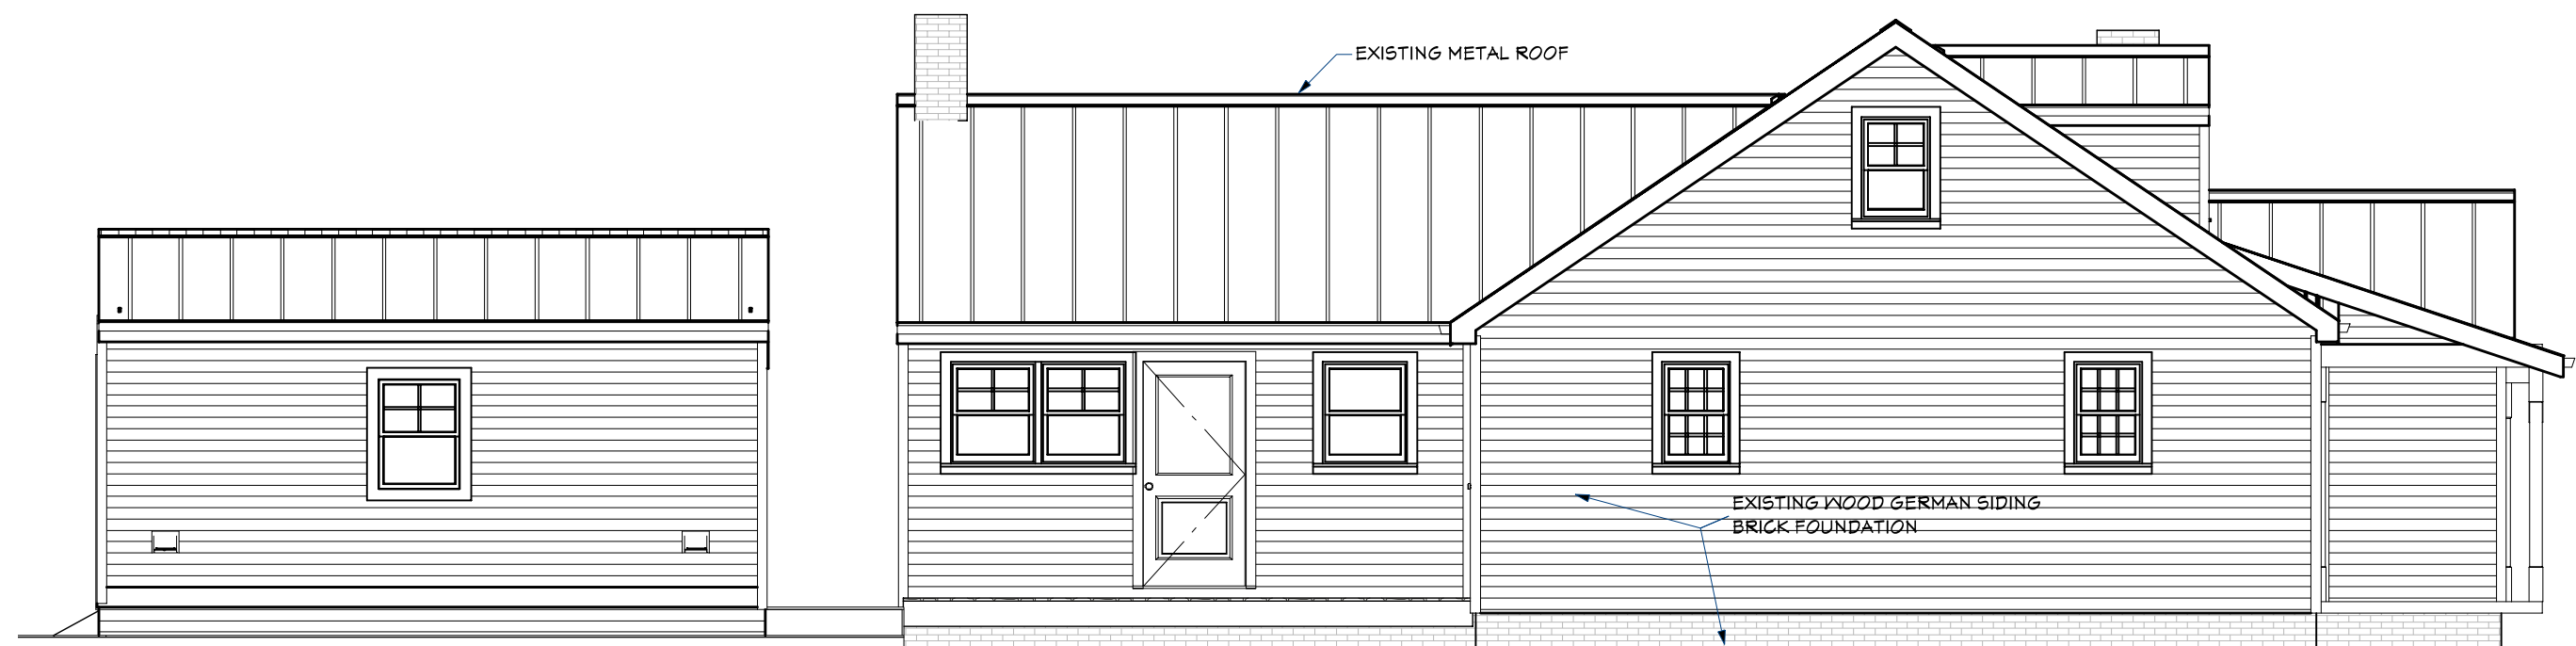 EXISTING METAL ROOF
EXISTING WOOD GERMAN SIDING
BRICK FOUNDATION